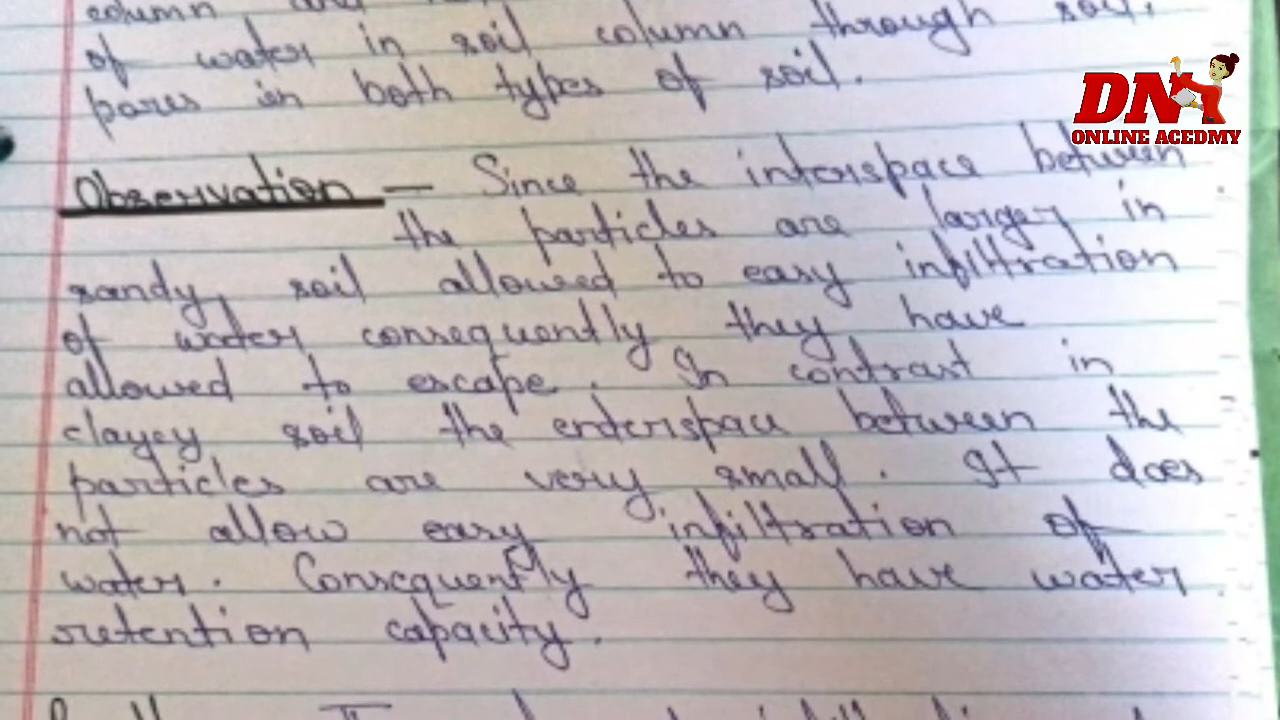 column and
of water in soil column through soil.
pores in both types of soil.
DN
ONLINE ACEDMY
Observation — Since the interspace between
the particles are larger in
sandy, soil allowed to easy infiltration
of water consequently they have
allowed to escape. In contrast in
clayey soil the enterspace between the
particles are very small. It does
not allow easy infiltration of
water. Consequently they have water
retention capacity.